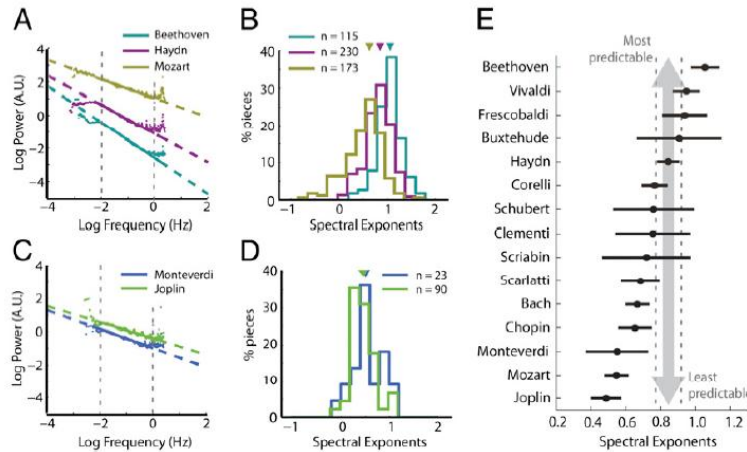 A
Beethoven
Haydn
Mozart
Log Power (A.U.)
4
2
0
-2
-4
-4
-2
0
2
Log Frequency (Hz)
B
n = 115
n = 230
n = 173
% pieces
40
30
20
10
0
-1
0
1
2
Spectral Exponents
C
Monteverdi
Joplin
Log Power (A.U.)
4
2
0
-2
-4
-4
-2
0
2
Log Frequency (Hz)
D
n = 23
n = 90
% pieces
40
30
20
10
0
-1
0
1
2
Spectral Exponents
E
Most
predictable
Beethoven
Vivaldi
Frescobaldi
Buxtehude
Haydn
Corelli
Schubert
Clementi
Scriabin
Scarlatti
Bach
Chopin
Monteverdi
Mozart
Joplin
Least
predictable
0.2 0.4 0.6 0.8 1.0 1.2
Spectral Exponents